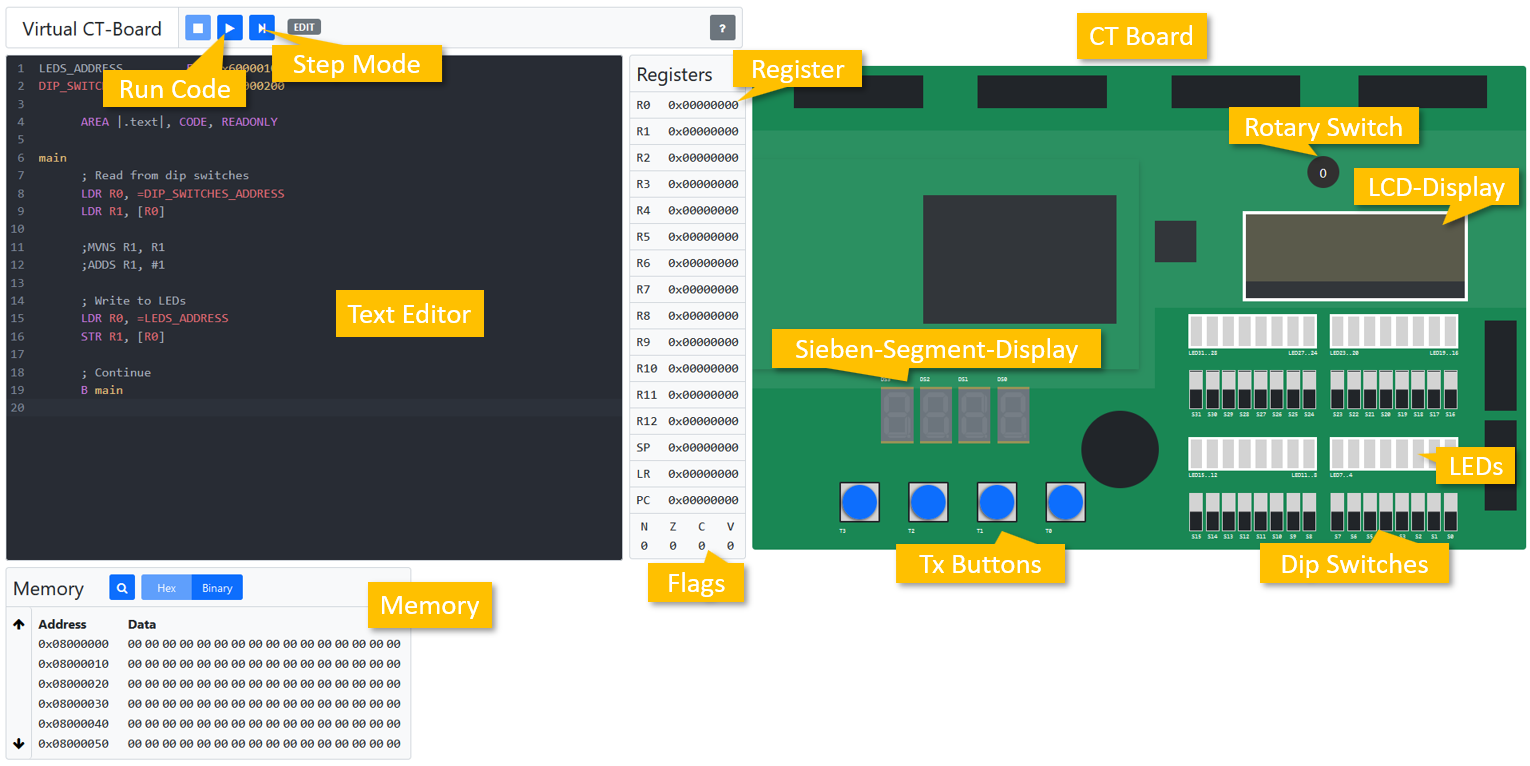 Virtual CT-Board
EDIT
?
CT Board
Step Mode
Run Code
Register
Registers
1 LEDS_ADDRESS
2
3
4 AREA |.text|, CODE, READONLY
5
6 main
7 ; Read from dip switches
8 LDR R0, =DIP_SWITCHES_ADDRESS
9 LDR R1, [R0]
10
11 ;MVNS R1, R1
12 ;ADDS R1, #1
13
14 ; Write to LEDs
15 LDR R0, =LEDS_ADDRESS
16 STR R1, [R0]
17
18 ; Continue
19 B main
20
Text Editor
R0 0x00000000
R1 0x00000000
R2 0x00000000
R3 0x00000000
R4 0x00000000
R5 0x00000000
R6 0x00000000
R7 0x00000000
R8 0x00000000
R9 0x00000000
R10 0x00000000
R11 0x00000000
R12 0x00000000
SP 0x00000000
LR 0x00000000
PC 0x00000000
N Z C V
0 0 0 0
Flags
Rotary Switch
0
LCD-Display
Sieben-Segment-Display
DS2 DS1 DS0
LED31..28 LED27..24 LED23..20 LED19..16
S31 S30 S29 S28 S27 S26 S25 S24 S23 S22 S21 S20 S19 S18 S17 S16
LEDs
LED15..12 LED11..8 LED7..4
S15 S14 S13 S12 S11 S10 S9 S8 S7 S6 S3 S2 S1 S0
T3 T2 T1 T0
Tx Buttons
Dip Switches
Memory
Hex
Binary
Memory
Address Data
0x08000000 00 00 00 00 00 00 00 00 00 00 00 00 00 00 00 00
0x08000010 00 00 00 00 00 00 00 00 00 00 00 00 00 00 00 00
0x08000020 00 00 00 00 00 00 00 00 00 00 00 00 00 00 00 00
0x08000030 00 00 00 00 00 00 00 00 00 00 00 00 00 00 00 00
0x08000040 00 00 00 00 00 00 00 00 00 00 00 00 00 00 00 00
0x08000050 00 00 00 00 00 00 00 00 00 00 00 00 00 00 00 00